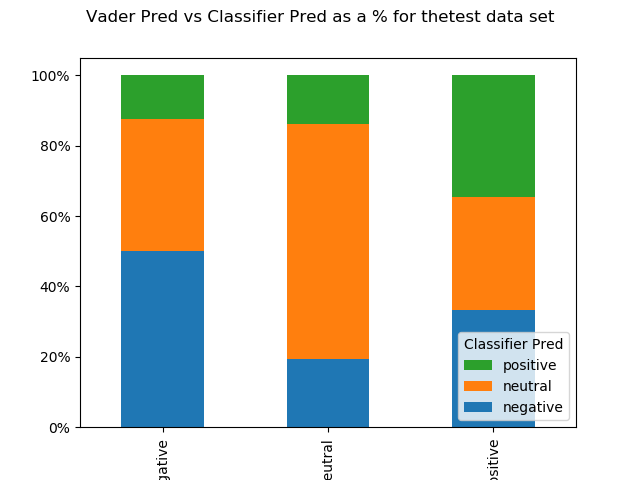 Vader Pred vs Classifier Pred as a % for thetest data set
100%
80%
60%
40%
20%
0%
Classifier Pred
positive
neutral
negative
gative
eutral
ositive